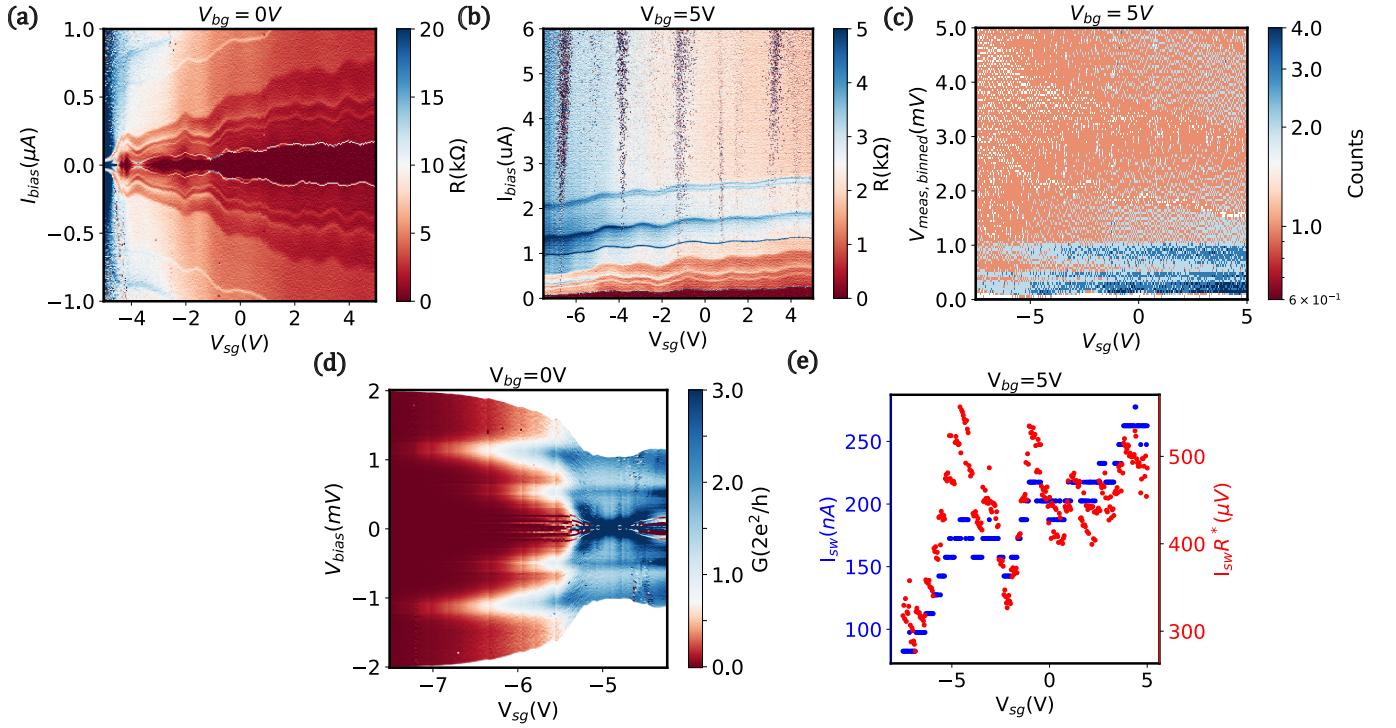 (a)
V_bg = 0V
1.0
0.5
0.0
−0.5
−1.0
I_bias(μA)
−4
−2
0
2
4
V_sg(V)
20
15
10
5
0
R(kΩ)
(b)
V_bg=5V
6
5
4
3
2
1
0
I_bias(uA)
-6
-4
-2
0
2
4
V_sg(V)
5
4
3
2
1
0
R(kΩ)
(c)
V_bg = 5V
5.0
4.0
3.0
2.0
1.0
0.0
V_meas,binned(mV)
−5
0
5
V_sg(V)
4.0
3.0
2.0
1.0
6 × 10⁻¹
Counts
(d)
V_bg=0V
2
1
0
−1
−2
V_bias(mV)
−7
−6
−5
V_sg(V)
3.0
2.0
1.0
0.0
G(2e²/h)
(e)
V_bg=5V
250
200
150
100
I_sw(nA)
−5
0
5
V_sg(V)
500
400
300
I_swR*(μV)